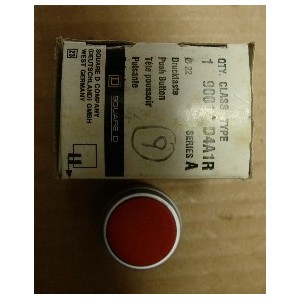 QTY. CLASS TYPE
1 9001 D4A1R
SERIES A
Ø 22
Drucktaste
Push Button
Tête poussoir
Pulsante
9
SQUARE D
SQUARE D COMPANY
(DEUTSCHLAND) GMBH
WEST GERMANY